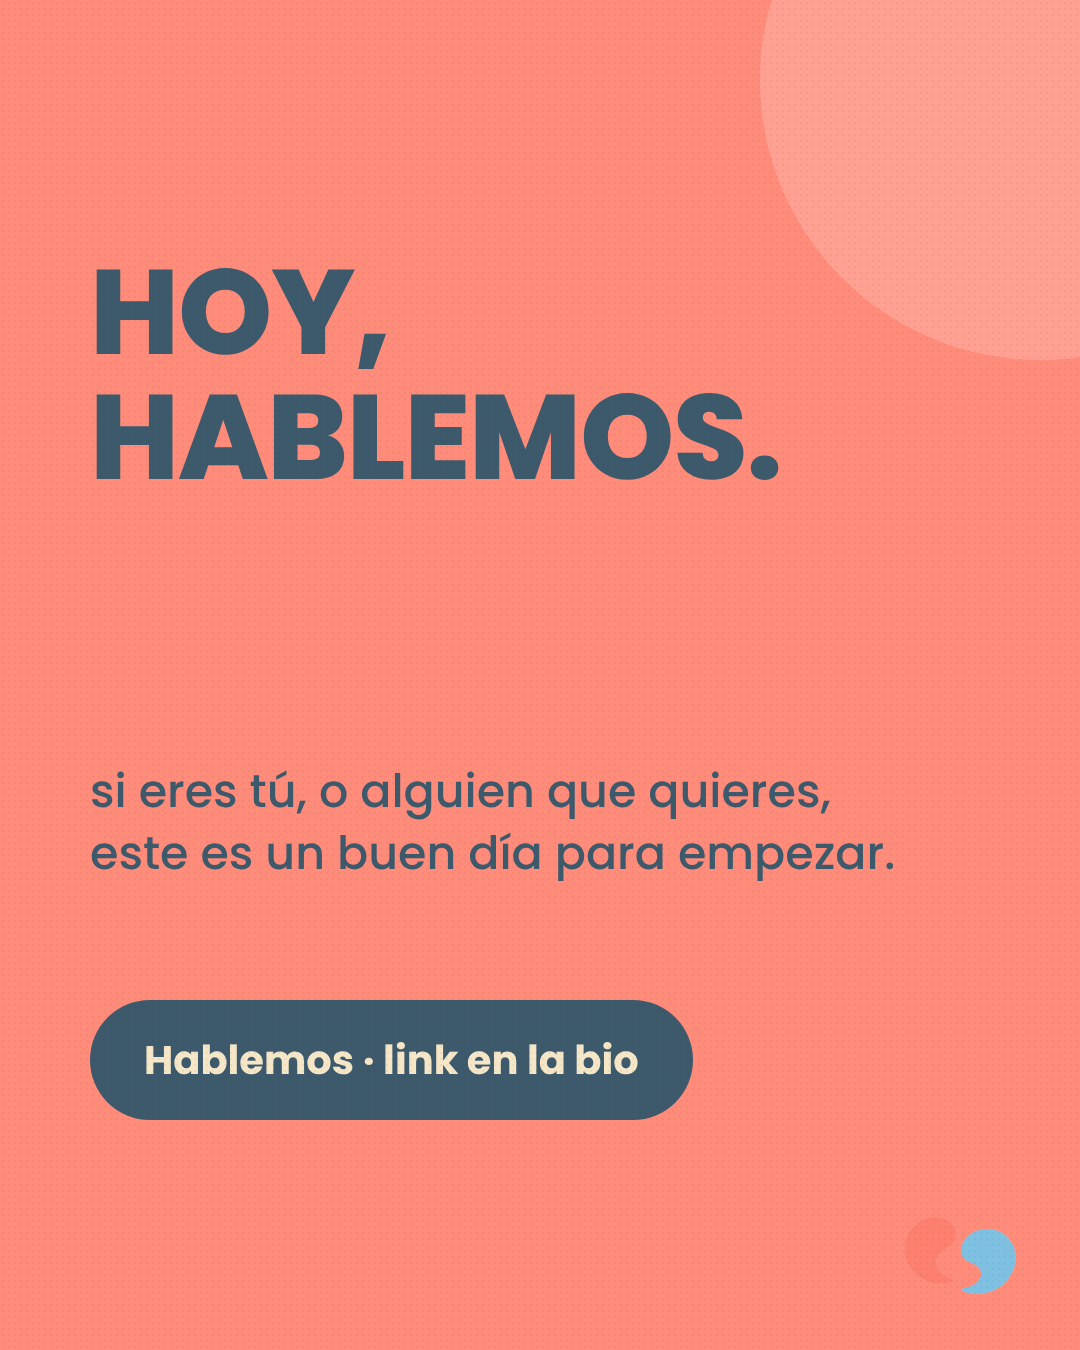 HOY,
HABLEMOS.
si eres tú, o alguien que quieres,
este es un buen día para empezar.
Hablemos · link en la bio